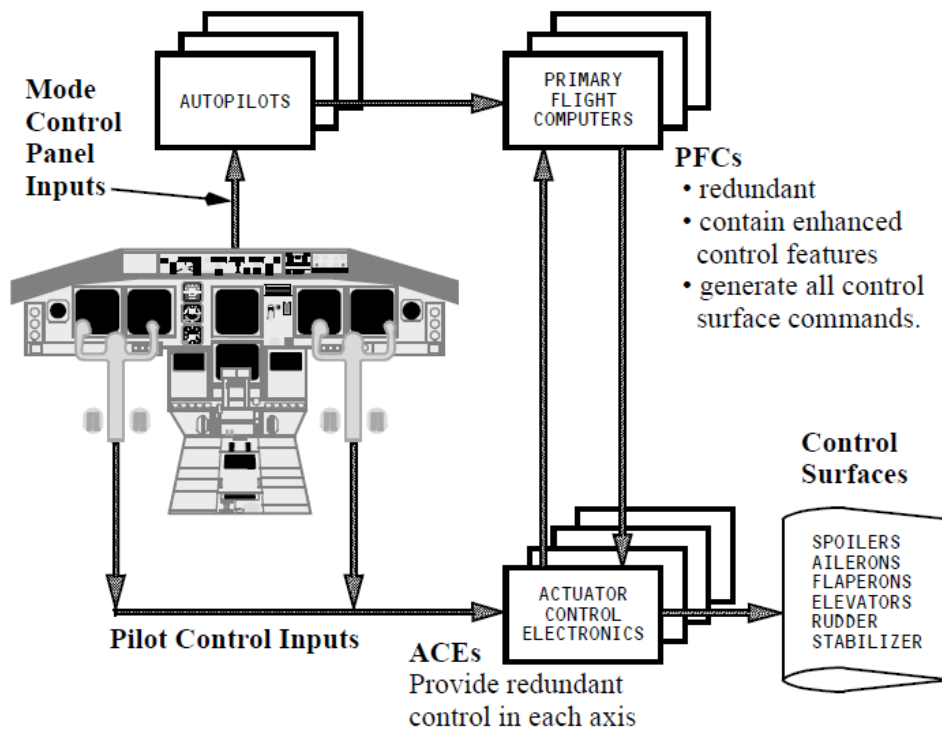 Mode
Control
Panel
Inputs
AUTOPILOTS
PRIMARY
FLIGHT
COMPUTERS
PFCs
• redundant
• contain enhanced
control features
• generate all control
surface commands.
Control
Surfaces
SPOILERS
AILERONS
FLAPERONS
ELEVATORS
RUDDER
STABILIZER
ACTUATOR
CONTROL
ELECTRONICS
Pilot Control Inputs
ACEs
Provide redundant
control in each axis